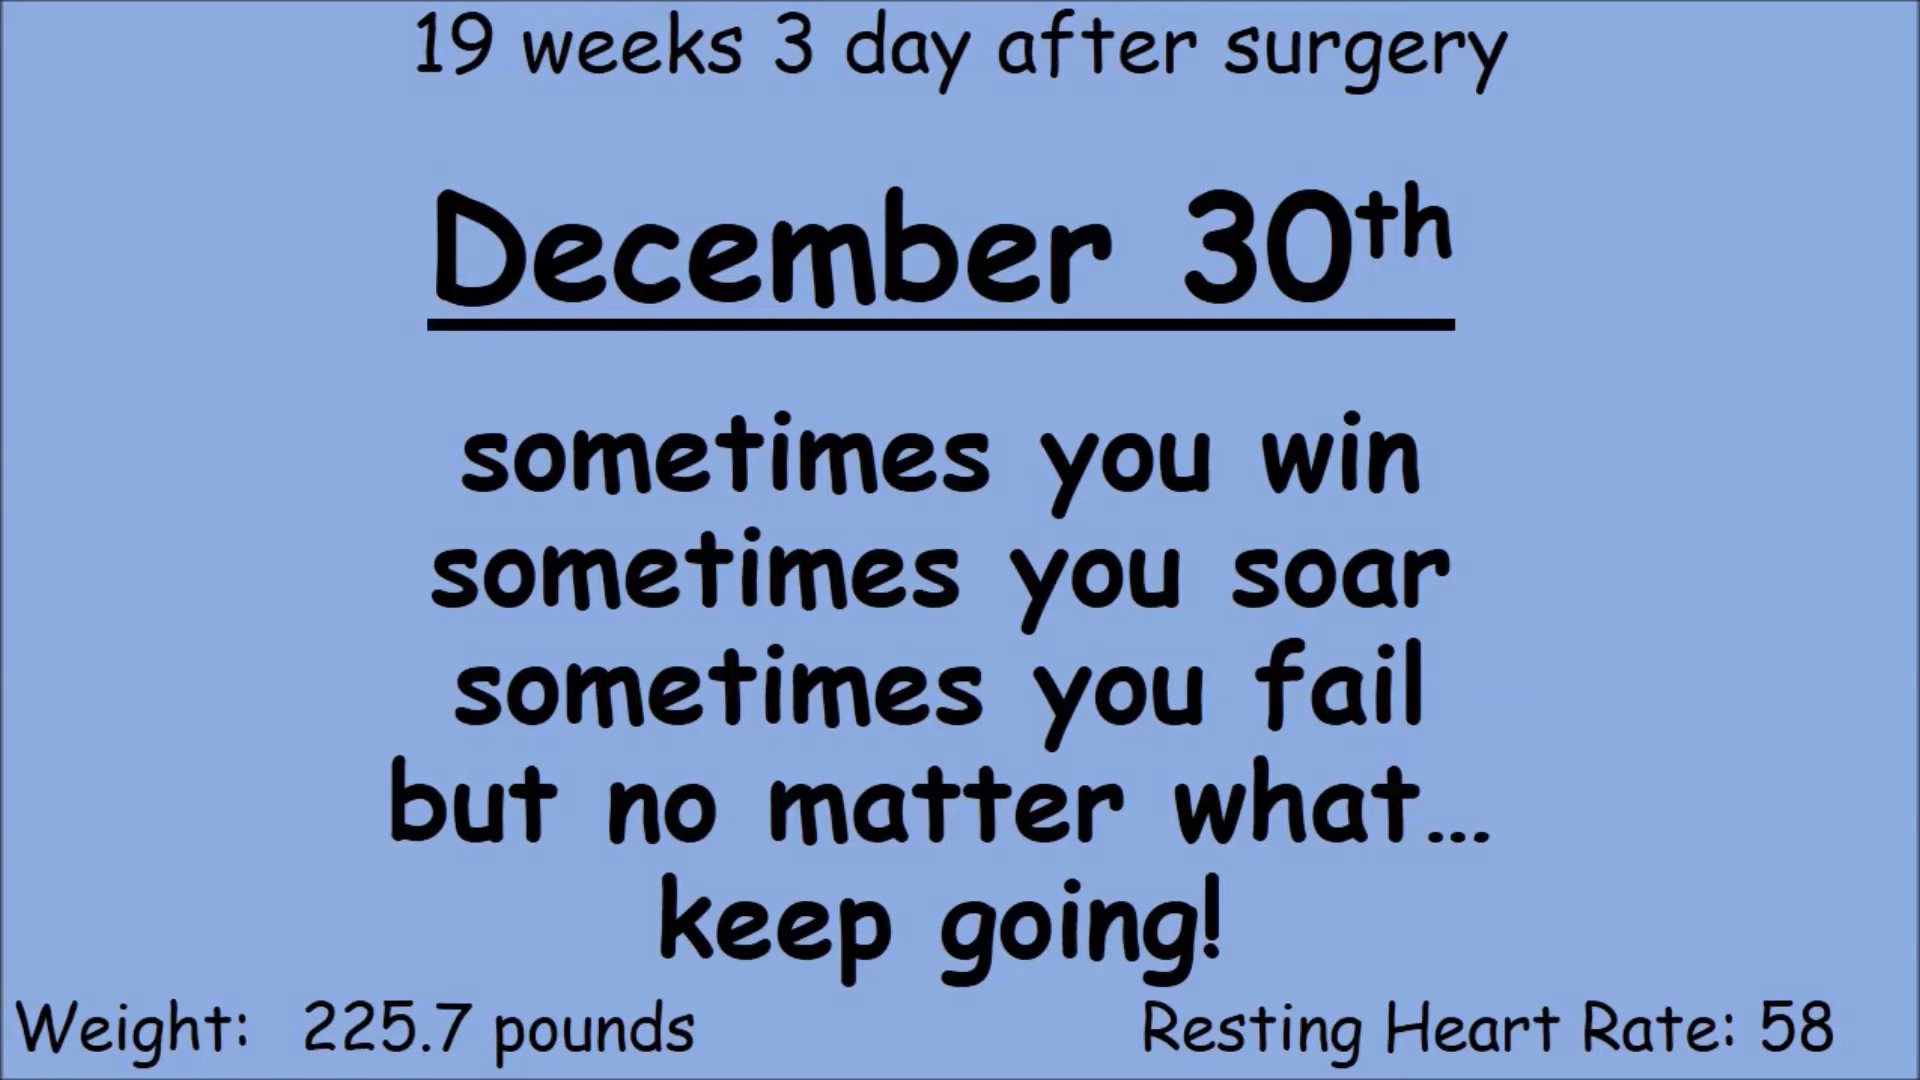 19 weeks 3 day after surgery
December 30th
sometimes you win
sometimes you soar
sometimes you fail
but no matter what...
keep going!
Weight: 225.7 pounds
Resting Heart Rate: 58